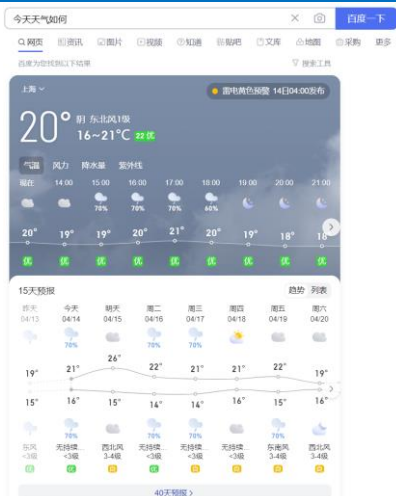 今天天气如何
百度一下
网页 资讯 图片 视频 知道 贴吧 文库 地图 采购 更多
百度为您找到以下结果 搜索工具
上海 雷电黄色预警 14日04:00发布
20° 阴 东北风1级
16~21°C 22 优
气温 风力 降水量 紫外线
现在 14:00 15:00 16:00 17:00 18:00 19:00 20:00 21:00
70% 70% 70% 60%
20° 19° 19° 20° 21° 20° 19° 18° 18°
优 优 优 优 优 优 优 优 优
15天预报 趋势 列表
昨天 今天 明天 周二 周三 周四 周五 周六
04/13 04/14 04/15 04/16 04/17 04/18 04/19 04/20
70% 70% 70%
19° 21° 26° 22° 21° 21° 22° 19°
15° 16° 15° 14° 14° 16° 15° 16°
70% 70% 70% 70%
东风 无持续... 西北风 无持续... 无持续... 无持续... 东南风 西北风
<3级 <3级 3-4级 <3级 <3级 <3级 3-4级 3-4级
优 优 良 良 良 良 良 良
40天预报 >